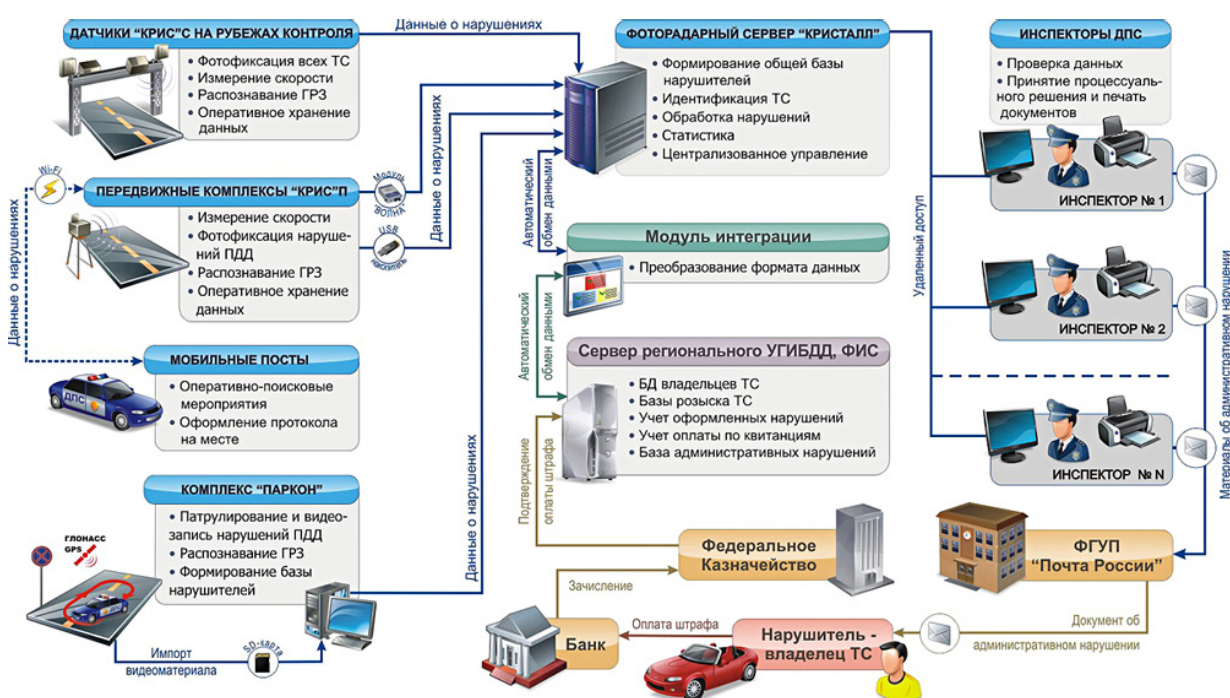 ДАТЧИКИ "КРИС"С НА РУБЕЖАХ КОНТРОЛЯ
• Фотофиксация всех ТС
• Измерение скорости
• Распознавание ГРЗ
• Оперативное хранение
данных
Данные о нарушениях
ФОТОРАДАРНЫЙ СЕРВЕР "КРИСТАЛЛ"
• Формирование общей базы
нарушителей
• Идентификация ТС
• Обработка нарушений
• Статистика
• Централизованное управление
ИНСПЕКТОРЫ ДПС
• Проверка данных
• Принятие процессуаль-
ного решения и печать
документов
ИНСПЕКТОР № 1
ИНСПЕКТОР № 2
ИНСПЕКТОР № N
Удаленный доступ
Материалы об административном нарушении
Wi-Fi
Данные о нарушениях
ПЕРЕДВИЖНЫЕ КОМПЛЕКСЫ "КРИС"П
• Измерение скорости
• Фотофиксация наруше-
ний ПДД
• Распознавание ГРЗ
• Оперативное хранение
данных
Модуль
"ВОЛНА"
USB
накопитель
Данные о нарушениях
Автоматический
обмен данными
Модуль интеграции
• Преобразование формата данных
Автоматический
обмен данными
Сервер регионального УГИБДД, ФИС
• БД владельцев ТС
• Базы розыска ТС
• Учет оформленных нарушений
• Учет оплаты по квитанциям
• База административных нарушений
МОБИЛЬНЫЕ ПОСТЫ
• Оперативно-поисковые
мероприятия
• Оформление протокола
на месте
ДПС
КОМПЛЕКС "ПАРКОН"
• Патрулирование и видео-
запись нарушений ПДД
• Распознавание ГРЗ
• Формирование базы
нарушителей
ГЛОНАСС
GPS
Импорт
видеоматериала
SD-карта
Данные о нарушениях
Подтверждение
оплаты штрафа
Федеральное
Казначейство
ФГУП
"Почта России"
Зачисление
Банк
Оплата штрафа
Нарушитель -
владелец ТС
Документ об
административном нарушении